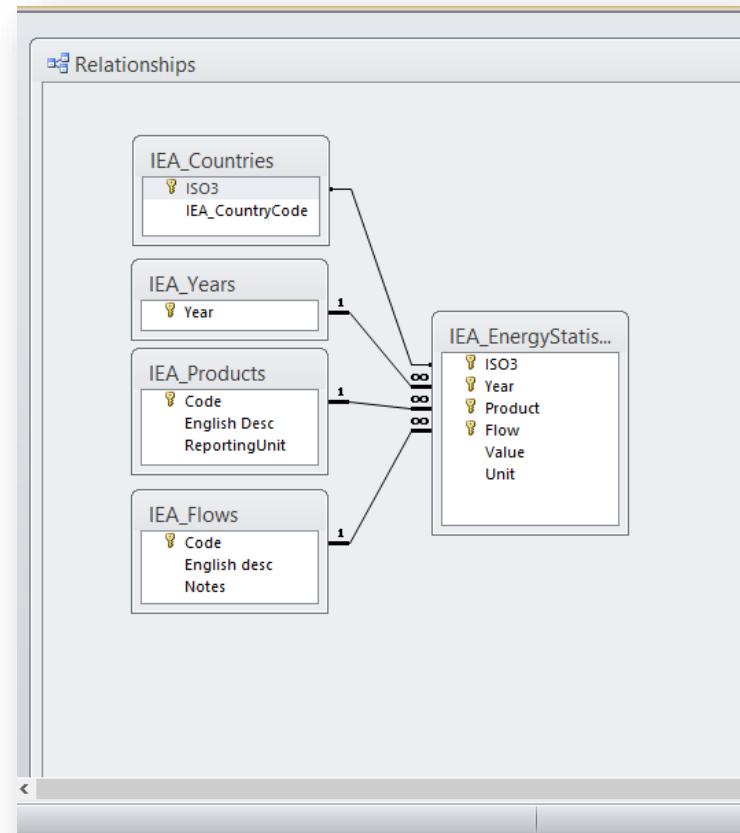 Relationships
IEA_Countries
ISO3
IEA_CountryCode
IEA_Years
Year
1
IEA_Products
Code
English Desc
ReportingUnit
1
IEA_Flows
Code
English desc
Notes
1
IEA_EnergyStatis...
ISO3
∞
Year
∞
Product
∞
Flow
Value
Unit